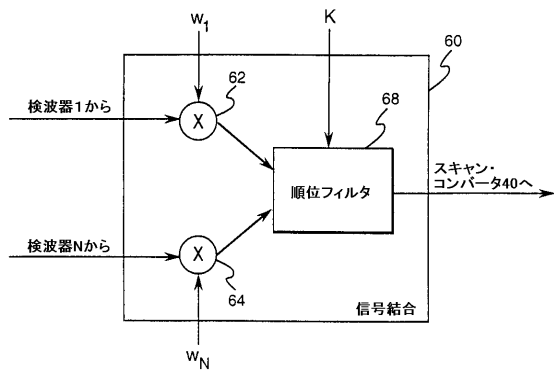 w1
K
60
検波器1から
X
62
68
順位フィルタ
スキャン・
コンバータ40へ
検波器Nから
X
64
信号結合
wN